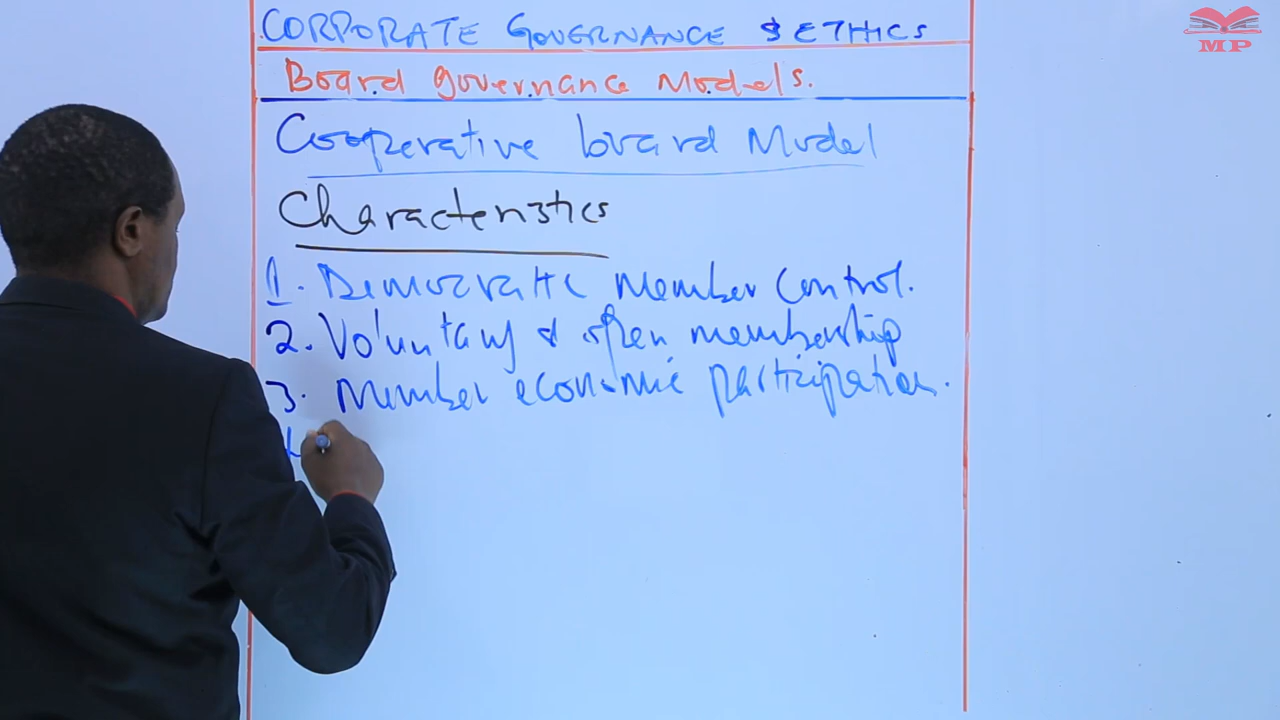 CORPORATE GOVERNANCE & ETHICS
Board governance Models.
Cooperative board Model
Characteristics
1. Democratic member control.
2. Voluntary & open membership
3. Member economic participation.
MP